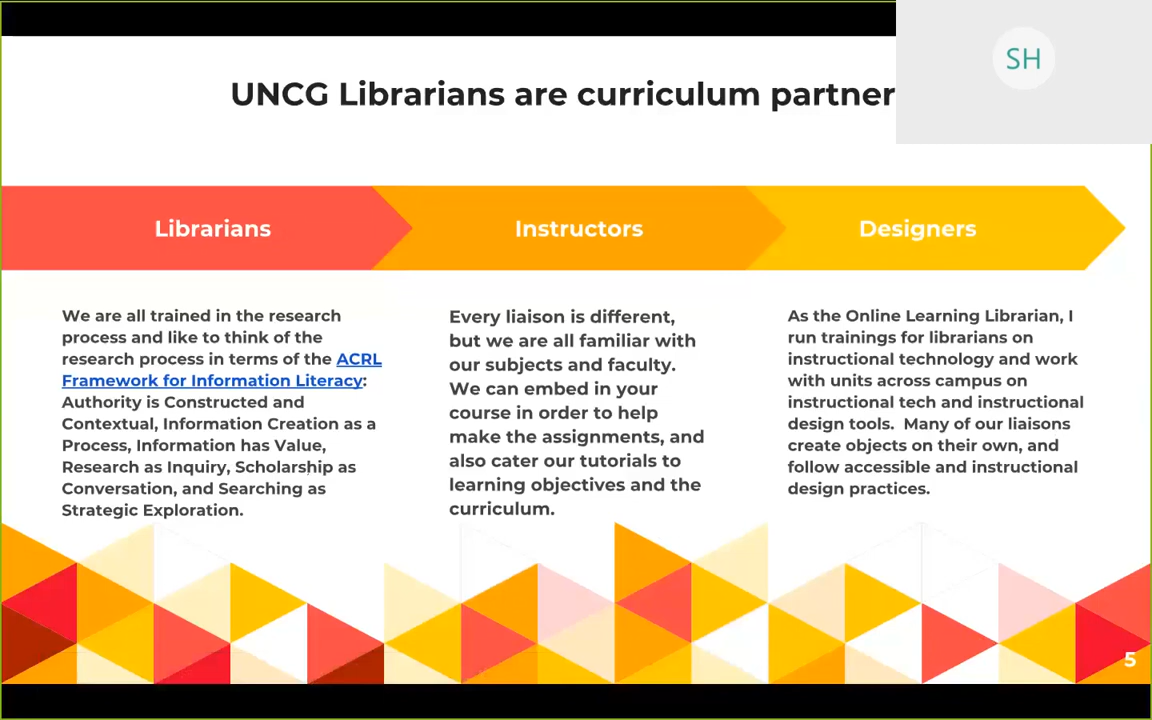 SH
UNCG Librarians are curriculum partner
Librarians
Instructors
Designers
We are all trained in the research
process and like to think of the
research process in terms of the ACRL
Framework for Information Literacy:
Authority is Constructed and
Contextual, Information Creation as a
Process, Information has Value,
Research as Inquiry, Scholarship as
Conversation, and Searching as
Strategic Exploration.
Every liaison is different,
but we are all familiar with
our subjects and faculty.
We can embed in your
course in order to help
make the assignments, and
also cater our tutorials to
learning objectives and the
curriculum.
As the Online Learning Librarian, I
run trainings for librarians on
instructional technology and work
with units across campus on
instructional tech and instructional
design tools.  Many of our liaisons
create objects on their own, and
follow accessible and instructional
design practices.
5